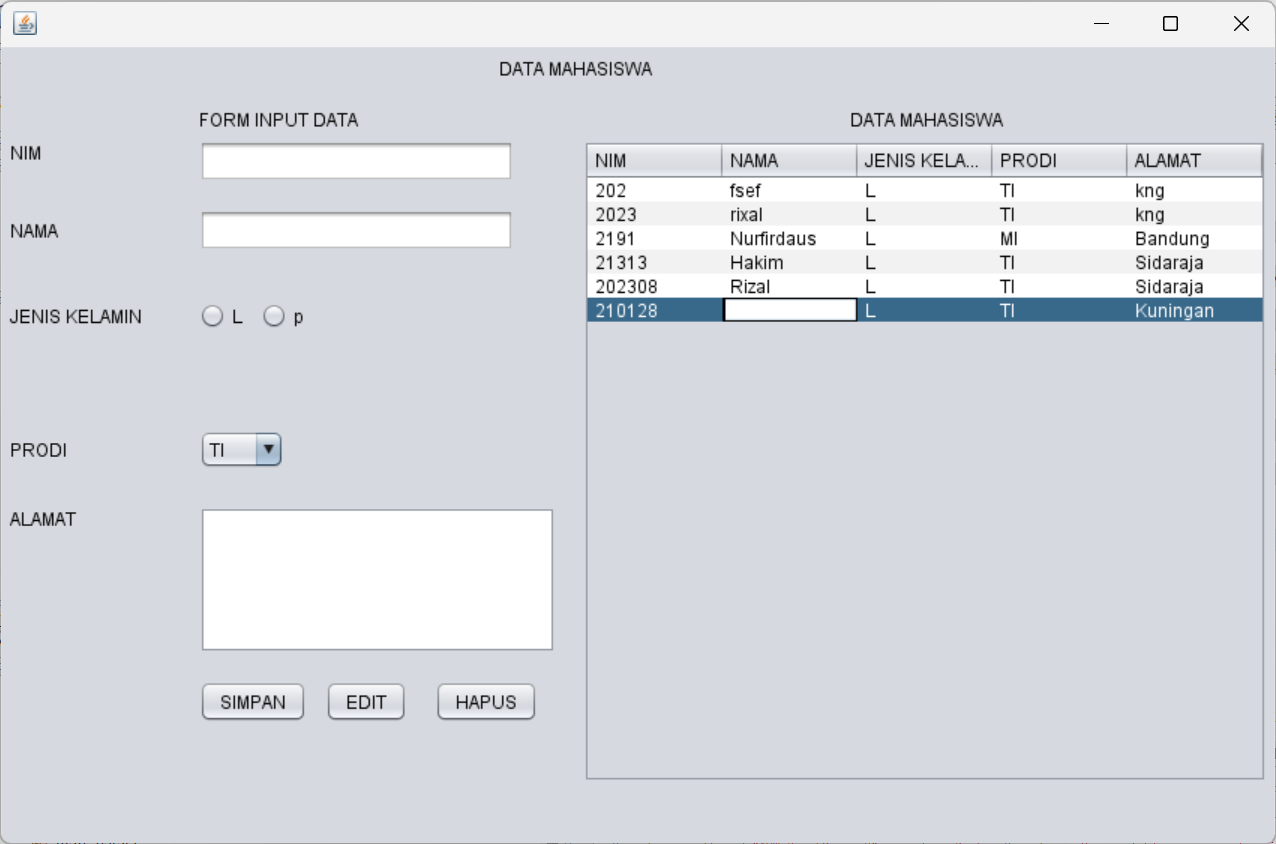 DATA MAHASISWA
FORM INPUT DATA
NIM
NAMA
JENIS KELAMIN L p
PRODI TI
ALAMAT
SIMPAN EDIT HAPUS
DATA MAHASISWA
NIM NAMA JENIS KELA... PRODI ALAMAT
202 fsef L TI kng
2023 rixal L TI kng
2191 Nurfirdaus L MI Bandung
21313 Hakim L TI Sidaraja
202308 Rizal L TI Sidaraja
210128 L TI Kuningan